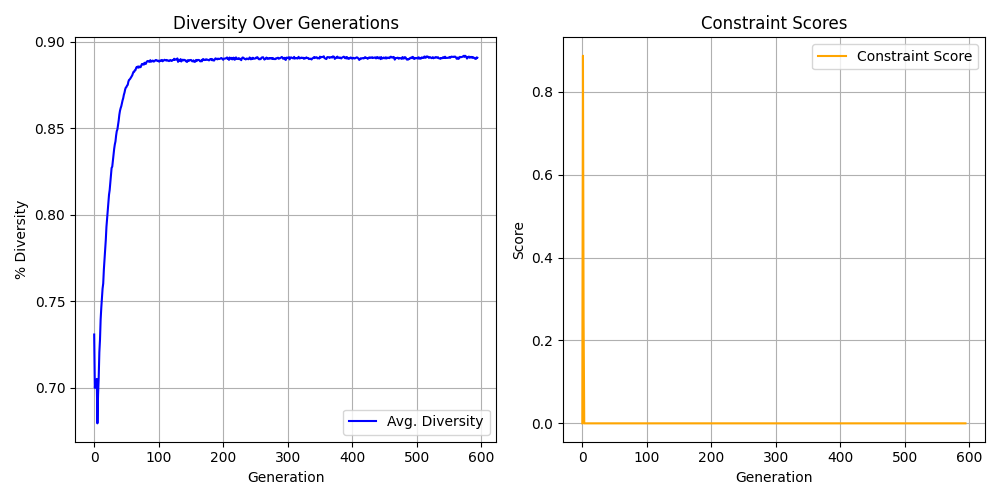 Diversity Over Generations
% Diversity
0.90
0.85
0.80
0.75
0.70
0 100 200 300 400 500 600
Generation
Avg. Diversity
Constraint Scores
Score
0.8
0.6
0.4
0.2
0.0
0 100 200 300 400 500 600
Generation
Constraint Score